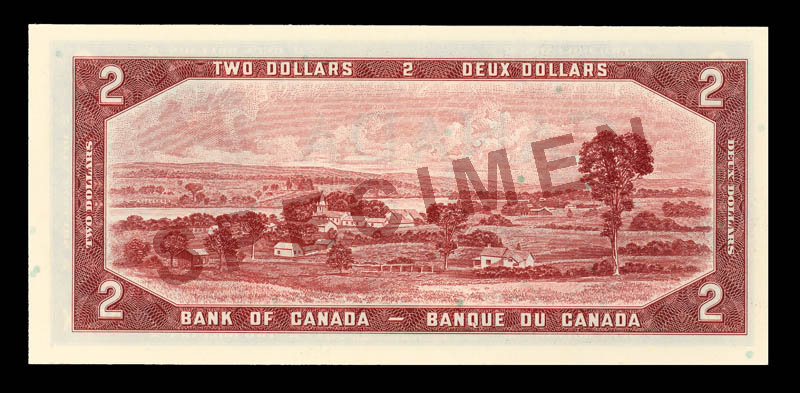 TWO DOLLARS 2 DEUX DOLLARS
2 2
TWO DOLLARS
DEUX DOLLARS
SPECIMEN
2 2
BANK OF CANADA — BANQUE DU CANADA